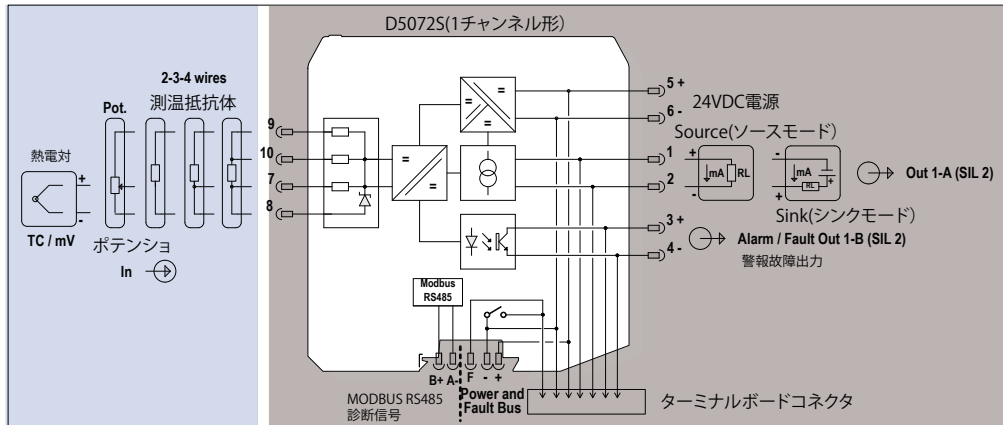 D5072S(1チャンネル形)
2-3-4 wires
測温抵抗体
Pot.
熱電対
+
-
TC / mV
ポテンショ
In
9
10
7
8
5 +
6 -
24VDC電源
Source(ソースモード)
1
2
+
-
mA
RL
-
+
mA
RL
+
Out 1-A (SIL 2)
Sink(シンクモード)
3 +
4 -
Alarm / Fault Out 1-B (SIL 2)
警報故障出力
Modbus
RS485
B+ A- F - +
MODBUS RS485
診断信号
Power and
Fault Bus
ターミナルボードコネクタ